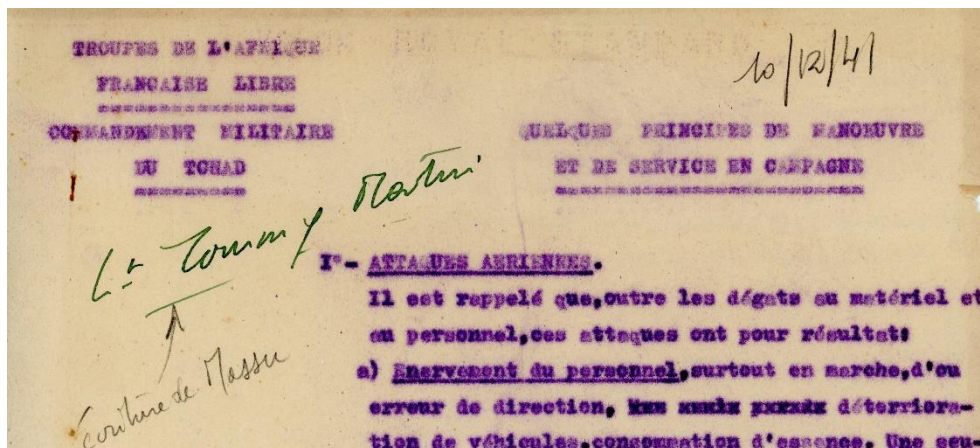 TROUPES DE L'AFRIQUE
FRANCAISE LIBRE
COMMANDEMENT MILITAIRE
DU TCHAD
10/12/41
QUELQUES PRINCIPES DE MANOEUVRE
ET DE SERVICE EN CAMPAGNE
Lt Tommy Martin
écriture de Massu
I°- ATTAQUES AERIENNES.
Il est rappelé que,outre les dégats au matériel et
au personnel,ces attaques ont pour résultat:
a) Enervement du personnel,surtout en marche,d'ou
erreur de direction, déteriora-
tion de véhicules,consommation d'essence. Une seu-